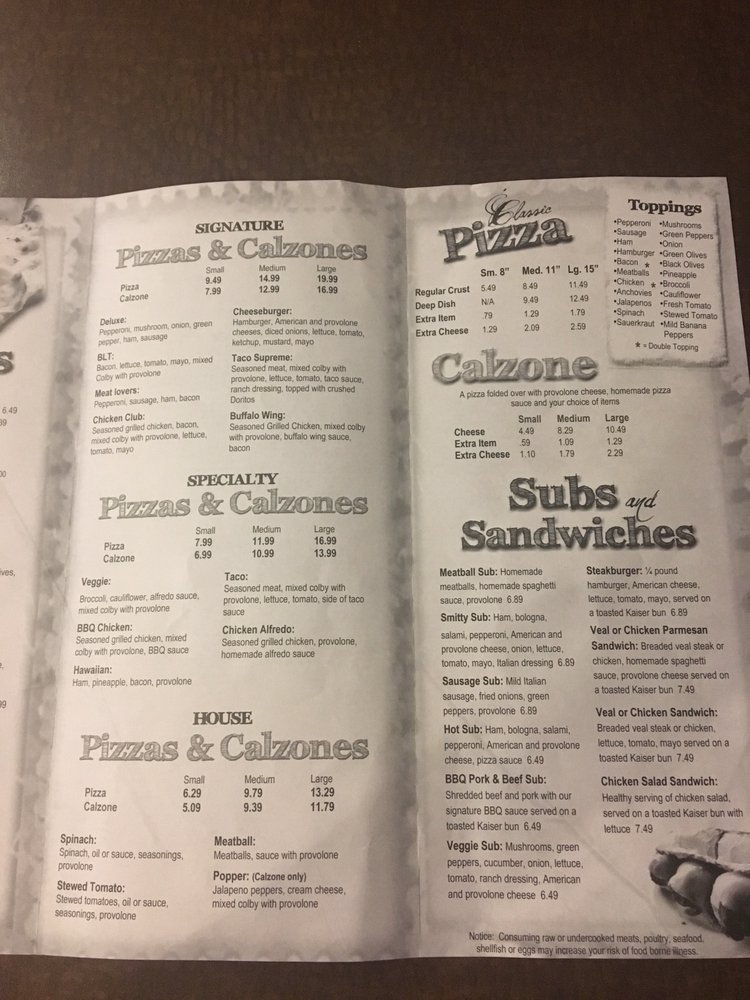 s
6.49
SIGNATURE
Pizzas & Calzones
Small Medium Large
Pizza 9.49 14.99 19.99
Calzone 7.99 12.99 16.99
Deluxe:
Pepperoni, mushroom, onion, green
pepper, ham, sausage
BLT:
Bacon, lettuce, tomato, mayo, mixed
Colby with provolone
Meat lovers:
Pepperoni, sausage, ham, bacon
Chicken Club:
Seasoned grilled chicken, bacon,
mixed colby with provolone, lettuce,
tomato, mayo
Cheeseburger:
Hamburger, American and provolone
cheeses, diced onions, lettuce, tomato,
ketchup, mustard, mayo
Taco Supreme:
Seasoned meat, mixed colby with
provolone, lettuce, tomato, taco sauce,
ranch dressing, topped with crushed
Doritos
Buffalo Wing:
Seasoned Grilled Chicken, mixed colby
with provolone, buffalo wing sauce,
bacon
SPECIALTY
Pizzas & Calzones
Small Medium Large
Pizza 7.99 11.99 16.99
Calzone 6.99 10.99 13.99
Veggie:
Broccoli, cauliflower, alfredo sauce,
mixed colby with provolone
BBQ Chicken:
Seasoned grilled chicken, mixed
colby with provolone, BBQ sauce
Hawaiian:
Ham, pineapple, bacon, provolone
Taco:
Seasoned meat, mixed colby with
provolone, lettuce, tomato, side of taco
sauce
Chicken Alfredo:
Seasoned grilled chicken, provolone,
homemade alfredo sauce
HOUSE
Pizzas & Calzones
Small Medium Large
Pizza 6.29 9.79 13.29
Calzone 5.09 9.39 11.79
Spinach:
Spinach, oil or sauce, seasonings,
provolone
Stewed Tomato:
Stewed tomatoes, oil or sauce,
seasonings, provolone
Meatball:
Meatballs, sauce with provolone
Popper: (Calzone only)
Jalapeno peppers, cream cheese,
mixed colby with provolone
Classic
Pizza
Sm. 8" Med. 11" Lg. 15"
Regular Crust 5.49 8.49 11.49
Deep Dish N/A 9.49 12.49
Extra Item .79 1.29 1.79
Extra Cheese 1.29 2.09 2.59
Toppings
•Pepperoni •Mushrooms
•Sausage •Green Peppers
•Ham •Onion
•Hamburger •Green Olives
•Bacon * •Black Olives
•Meatballs •Pineapple
•Chicken * •Broccoli
•Anchovies •Cauliflower
•Jalapenos •Fresh Tomato
•Spinach •Stewed Tomato
•Sauerkraut •Mild Banana
Peppers
* = Double Topping
Calzone
A pizza folded over with provolone cheese, homemade pizza
sauce and your choice of items
Small Medium Large
Cheese 4.49 8.29 10.49
Extra Item .59 1.09 1.29
Extra Cheese 1.10 1.79 2.29
Subs and
Sandwiches
Meatball Sub: Homemade
meatballs, homemade spaghetti
sauce, provolone 6.89
Smitty Sub: Ham, bologna,
salami, pepperoni, American and
provolone cheese, onion, lettuce,
tomato, mayo, Italian dressing 6.89
Sausage Sub: Mild Italian
sausage, fried onions, green
peppers, provolone 6.89
Hot Sub: Ham, bologna, salami,
pepperoni, American and provolone
cheese, pizza sauce 6.49
BBQ Pork & Beef Sub:
Shredded beef and pork with our
signature BBQ sauce served on a
toasted Kaiser bun 6.49
Veggie Sub: Mushrooms, green
peppers, cucumber, onion, lettuce,
tomato, ranch dressing, American
and provolone cheese 6.49
Steakburger: ¼ pound
hamburger, American cheese,
lettuce, tomato, mayo, served on
a toasted Kaiser bun 6.89
Veal or Chicken Parmesan
Sandwich: Breaded veal steak or
chicken, homemade spaghetti
sauce, provolone cheese served on
a toasted Kaiser bun 7.49
Veal or Chicken Sandwich:
Breaded veal steak or chicken,
lettuce, tomato, mayo served on a
toasted Kaiser bun 7.49
Chicken Salad Sandwich:
Healthy serving of chicken salad,
served on a toasted Kaiser bun with
lettuce 7.49
Notice: Consuming raw or undercooked meats, poultry, seafood,
shellfish or eggs may increase your risk of food borne illness.